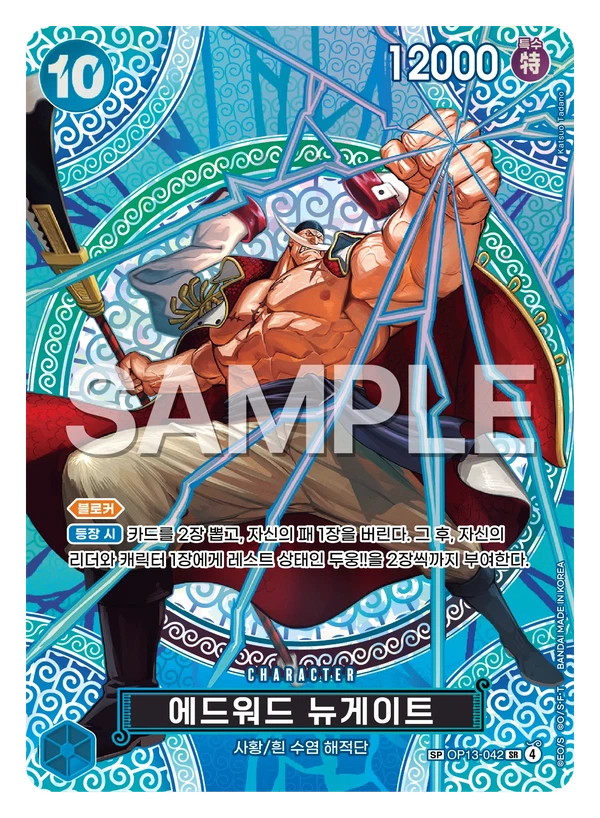 10
12000
특수
特
Katsuo Tadano
SAMPLE
블로커
등장 시 카드를 2장 뽑고, 자신의 패 1장을 버린다. 그 후, 자신의
리더와 캐릭터 1장에게 레스트 상태인 두웅!!을 2장씩까지 부여한다.
CHARACTER
에드워드 뉴게이트
사황/흰 수염 해적단
SP OP13-042 SR 4
©EO/S ©O/S・F・T BANDAI MADE IN KOREA